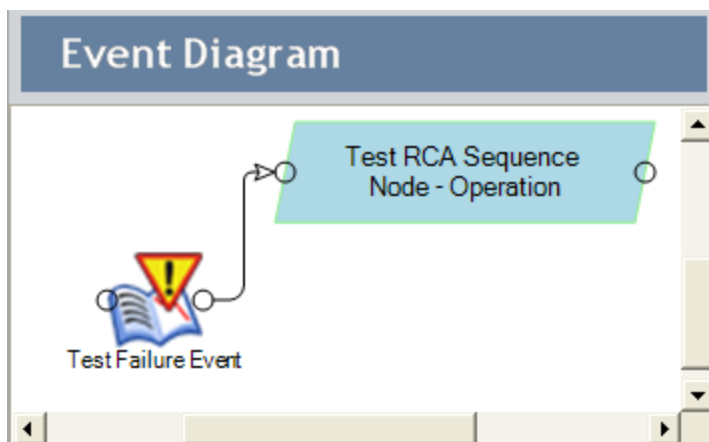 Event Diagram
Test RCA Sequence
Node - Operation
Test Failure Event